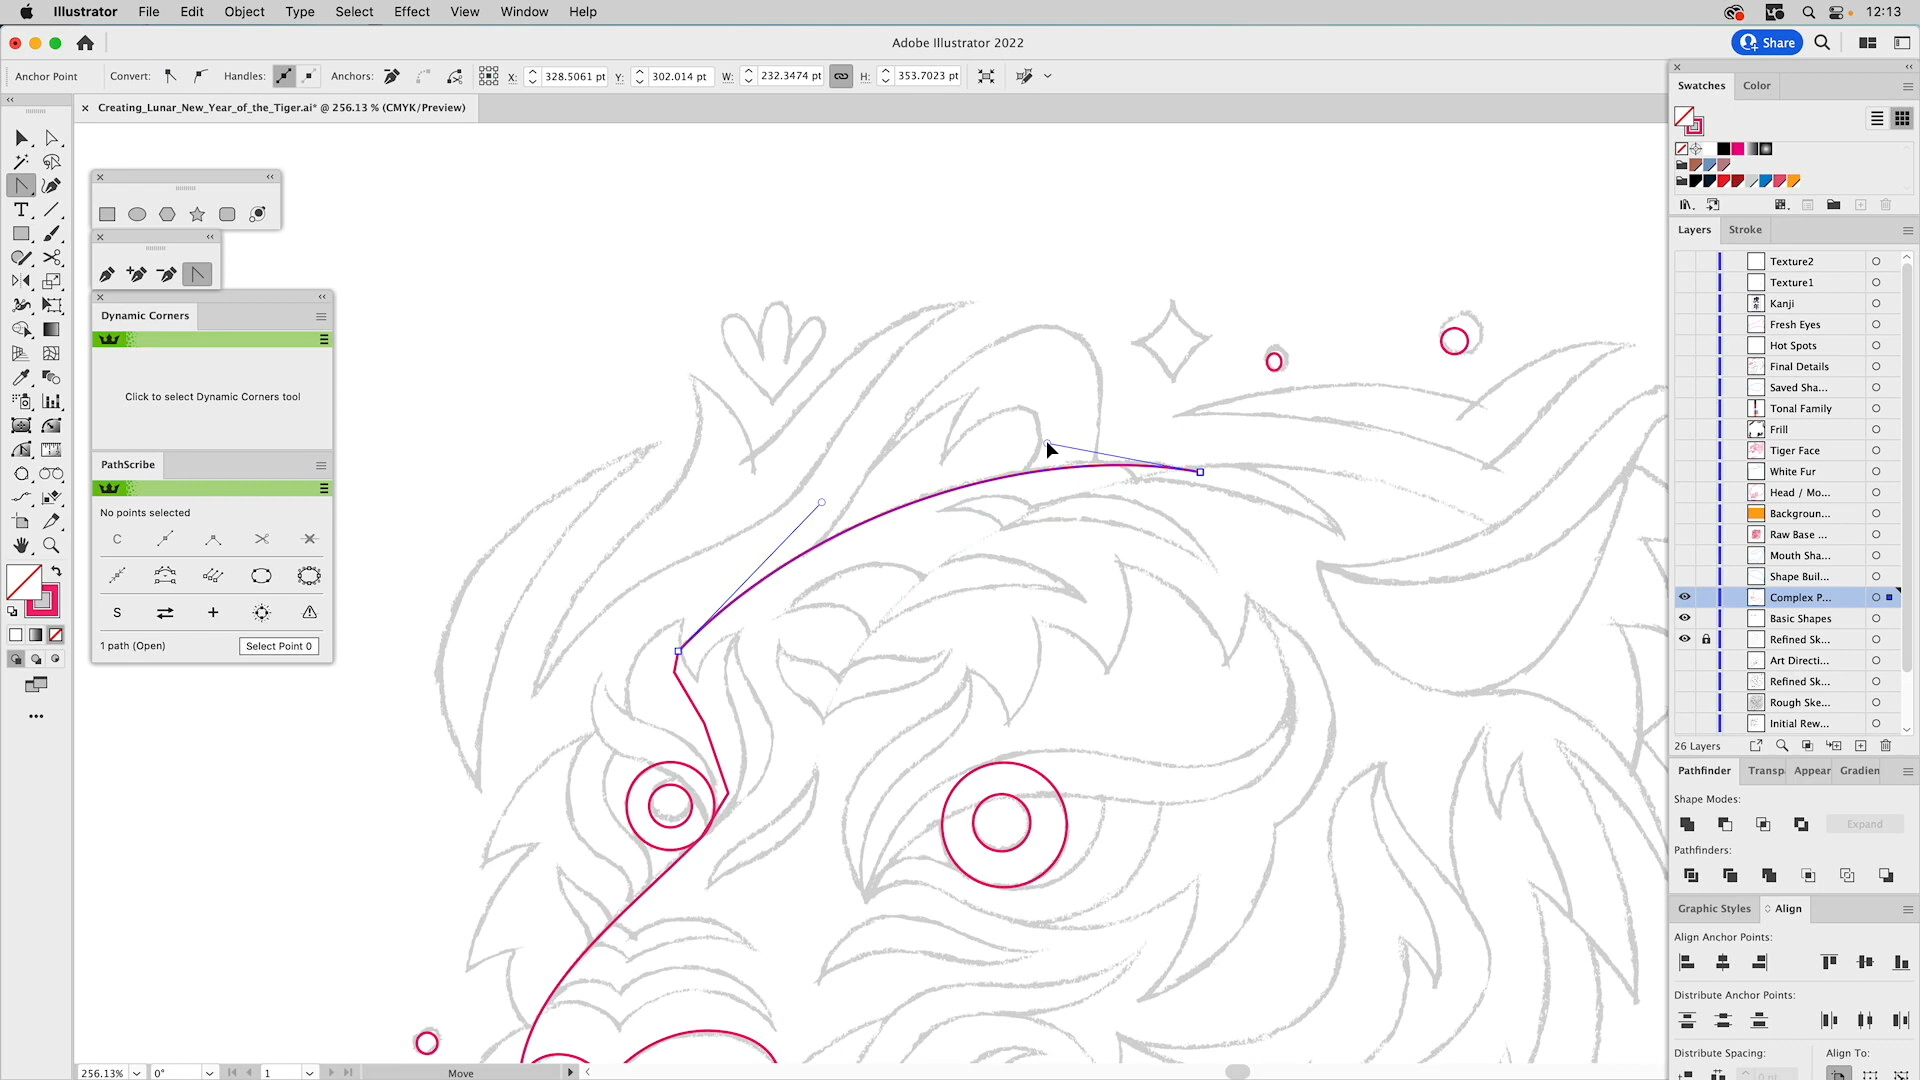 Illustrator File Edit Object Type Select Effect View Window Help 12:13
Adobe Illustrator 2022 Share
Anchor Point Convert: Handles: Anchors: X: 328.5061 pt Y: 302.014 pt W: 232.3474 pt H: 353.7023 pt
Creating_Lunar_New_Year_of_the_Tiger.ai* @ 256.13 % (CMYK/Preview)
Dynamic Corners
Click to select Dynamic Corners tool
PathScribe
No points selected
C
S
1 path (Open) Select Point 0
Swatches Color
Layers Stroke
Texture2
Texture1
Kanji
Fresh Eyes
Hot Spots
Final Details
Saved Sha...
Tonal Family
Frill
Tiger Face
White Fur
Head / Mo...
Backgroun...
Raw Base ...
Mouth Sha...
Shape Buil...
Complex P...
Basic Shapes
Refined Sk...
Art Directi...
Refined Sk...
Rough Ske...
Initial Rew...
26 Layers
Pathfinder Transp Appear Gradien
Shape Modes:
Expand
Pathfinders:
Graphic Styles Align
Align Anchor Points:
Distribute Anchor Points:
Distribute Spacing: Align To:
256.13% 0° 1 Move